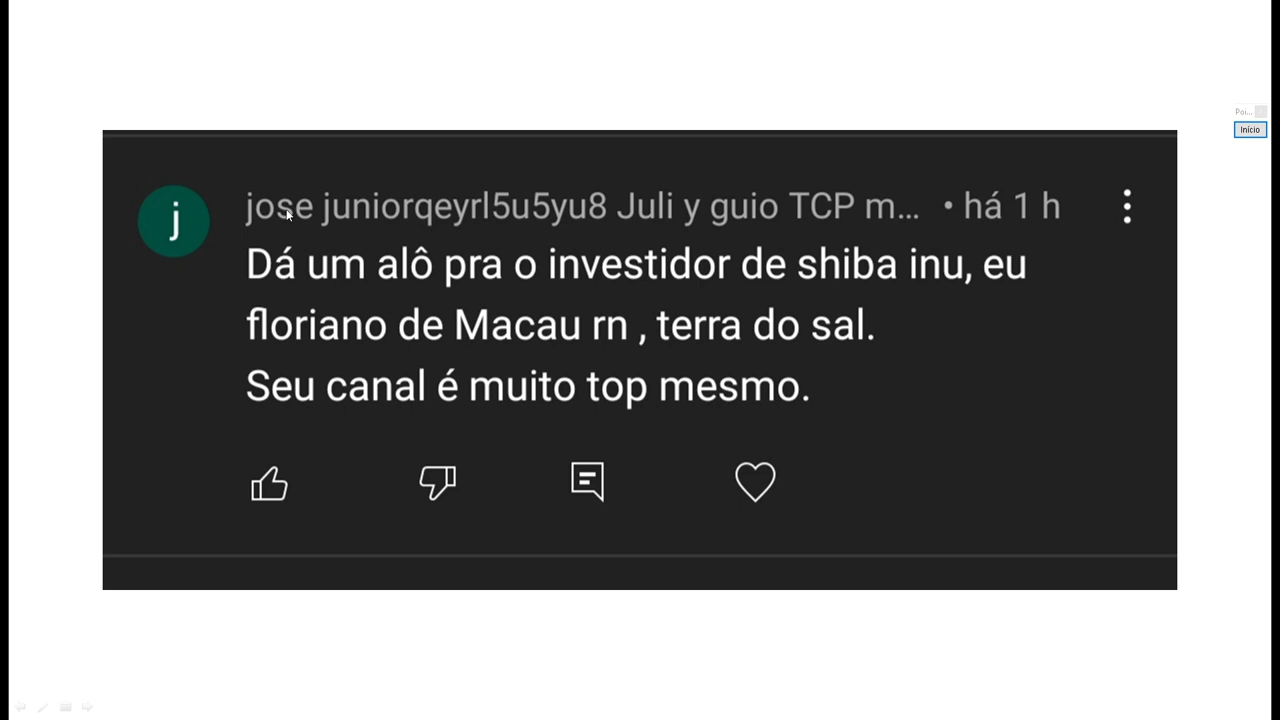 Poi...
Início
j
jose juniorqeyrl5u5yu8 Juli y guio TCP m... • há 1 h
Dá um alô pra o investidor de shiba inu, eu
floriano de Macau rn , terra do sal.
Seu canal é muito top mesmo.